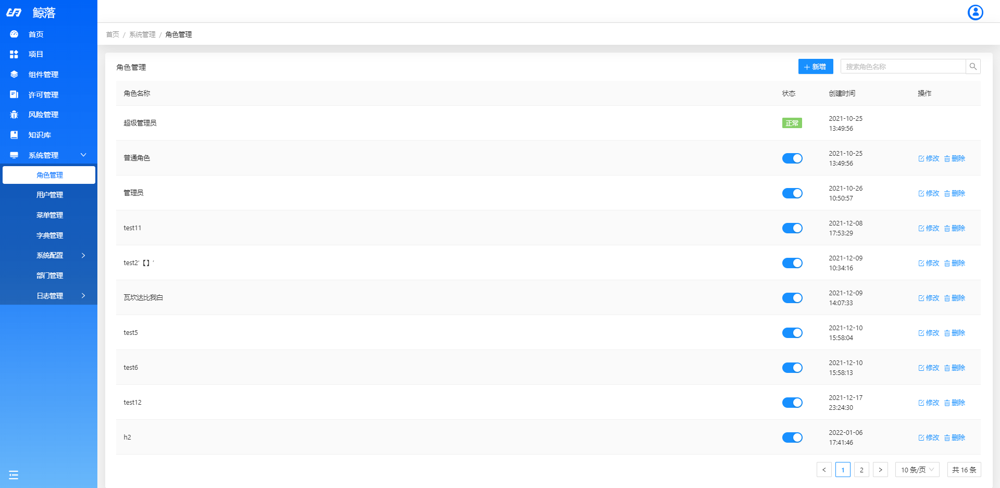 鲸落
首页
项目
组件管理
许可管理
风险管理
知识库
系统管理
角色管理
用户管理
菜单管理
字典管理
系统配置
部门管理
日志管理
首页 / 系统管理 / 角色管理
角色管理
新增
搜索角色名称
角色名称 状态 创建时间 操作
超级管理员 正常 2021-10-25
13:49:56
普通角色 2021-10-25
13:49:56 修改 删除
管理员 2021-10-26
10:50:57 修改 删除
test11 2021-12-08
17:53:29 修改 删除
test2'【】' 2021-12-09
10:34:16 修改 删除
瓦坎达比我白 2021-12-09
14:07:33 修改 删除
test5 2021-12-10
15:58:04 修改 删除
test6 2021-12-10
15:58:13 修改 删除
test12 2021-12-17
23:24:30 修改 删除
h2 2022-01-06
17:41:46 修改 删除
< 1 2 > 10 条/页 共 16 条